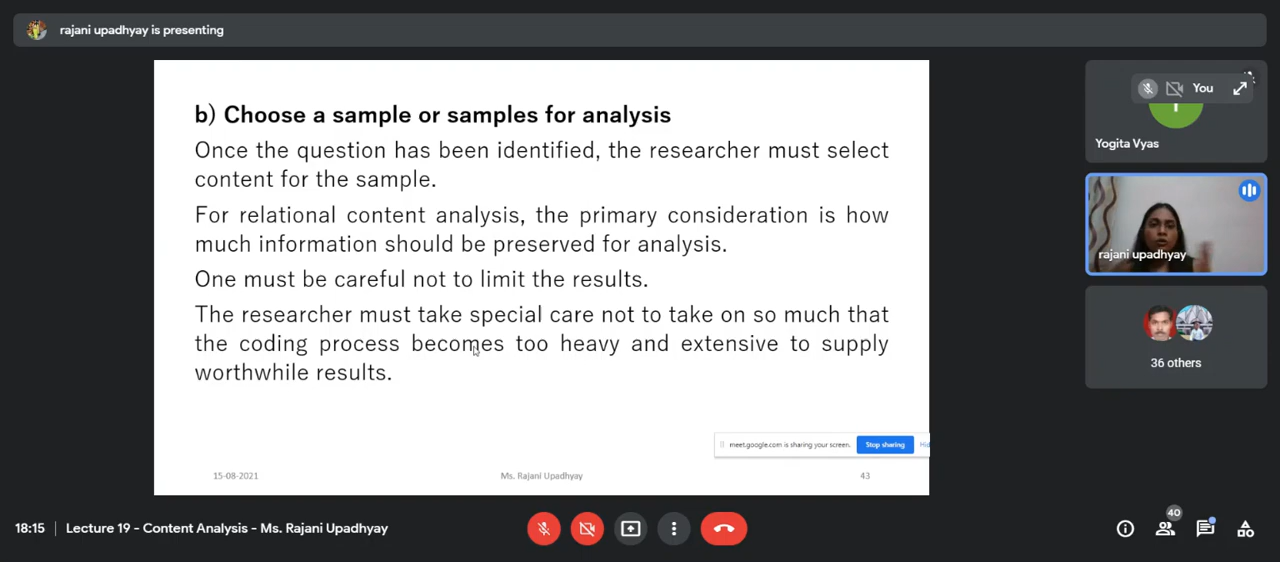 rajani upadhyay is presenting
b) Choose a sample or samples for analysis
Once the question has been identified, the researcher must select
content for the sample.
For relational content analysis, the primary consideration is how
much information should be preserved for analysis.
One must be careful not to limit the results.
The researcher must take special care not to take on so much that
the coding process becomes too heavy and extensive to supply
worthwhile results.
meet.google.com is sharing your screen. Stop sharing Hid
15-08-2021 Ms. Rajani Upadhyay 43
You
Yogita Vyas
rajani upadhyay
36 others
18:15 Lecture 19 - Content Analysis - Ms. Rajani Upadhyay
40